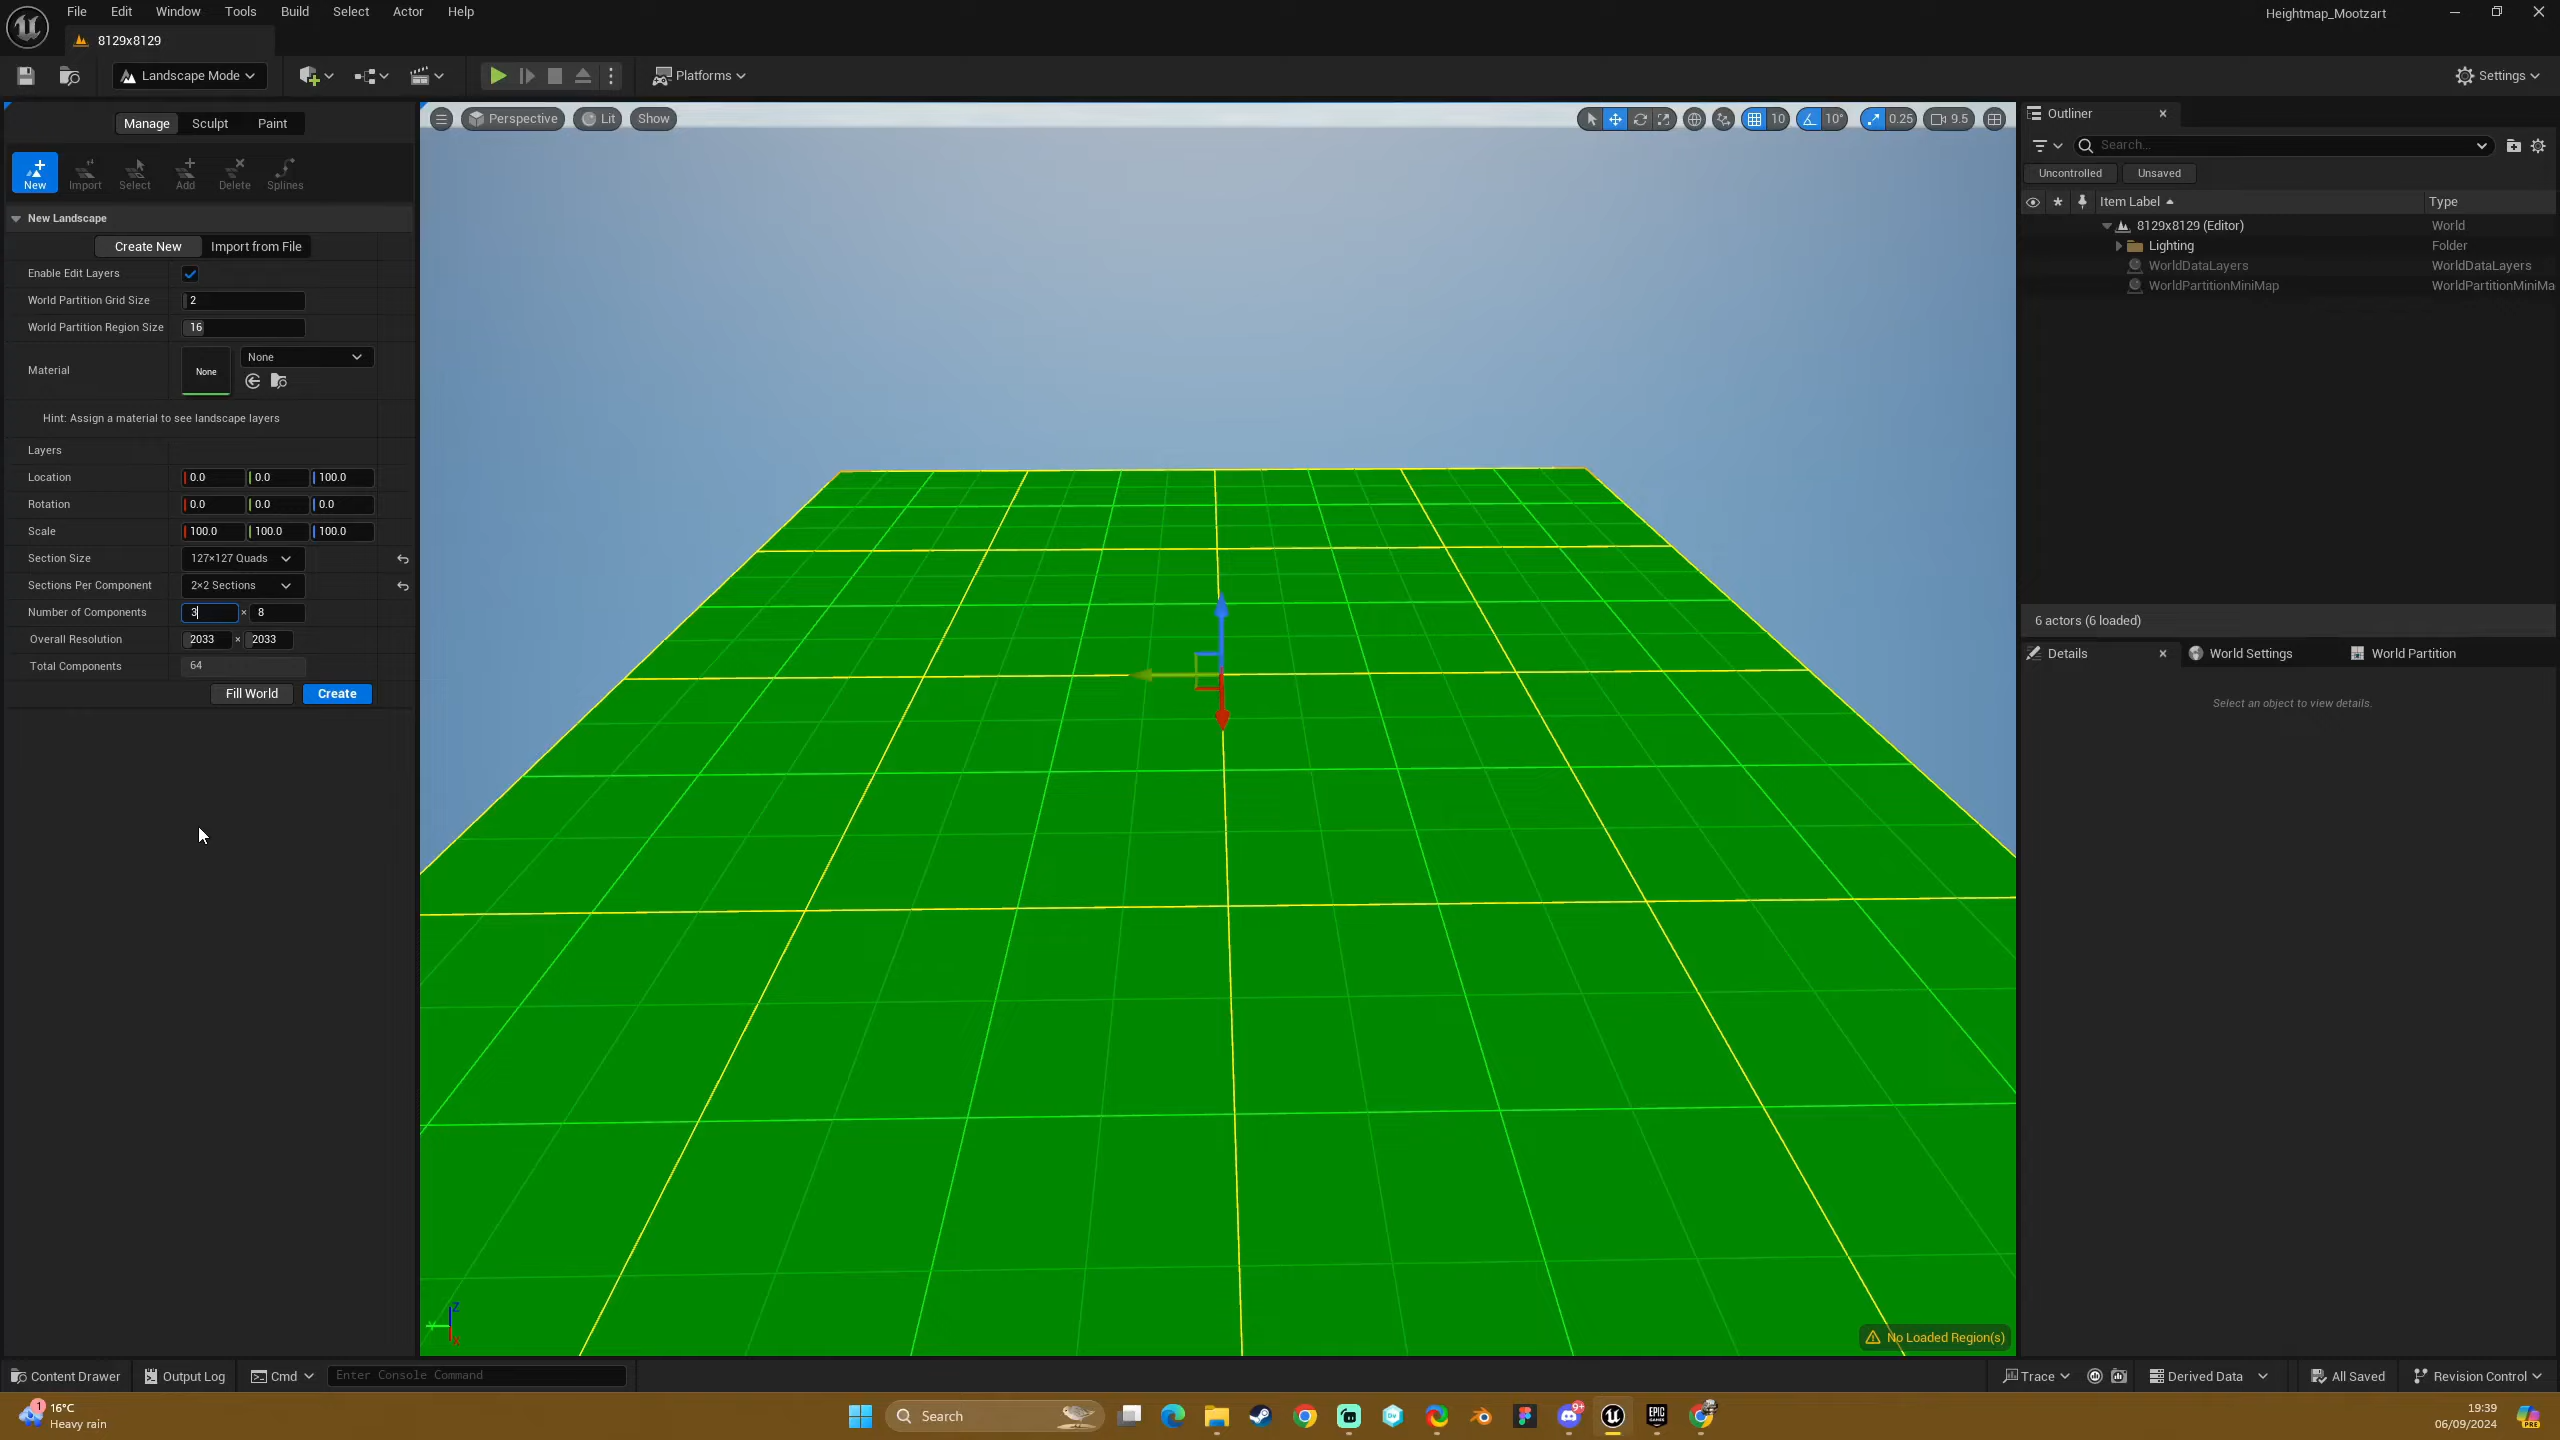 File Edit Window Tools Build Select Actor Help
Heightmap_Mootzart
8129x8129
Landscape Mode
Platforms
Settings
Manage Sculpt Paint
New Import Select Add Delete Splines
New Landscape
Create New Import from File
Enable Edit Layers
World Partition Grid Size 2
World Partition Region Size 16
Material None None
Hint: Assign a material to see landscape layers
Layers
Location 0.0 0.0 100.0
Rotation 0.0 0.0 0.0
Scale 100.0 100.0 100.0
Section Size 127×127 Quads
Sections Per Component 2×2 Sections
Number of Components 3 × 8
Overall Resolution 2033 × 2033
Total Components 64
Fill World Create
Perspective Lit Show
10 10° 0.25 9.5
Z
Y
X
No Loaded Region(s)
Outliner
Search...
Uncontrolled Unsaved
Item Label Type
8129x8129 (Editor) World
Lighting Folder
WorldDataLayers WorldDataLayers
WorldPartitionMiniMap WorldPartitionMiniMa
6 actors (6 loaded)
Details World Settings World Partition
Select an object to view details.
Content Drawer Output Log Cmd Enter Console Command
Trace Derived Data All Saved Revision Control
1
16°C
Heavy rain
Search
9+
EPIC GAMES
19:39
06/09/2024
PRE